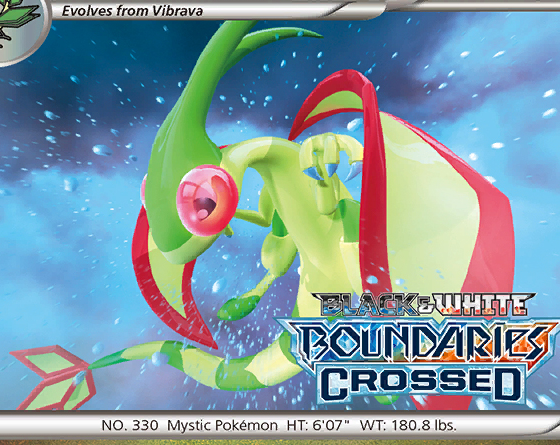 Evolves from Vibrava
BLACK & WHITE
BOUNDARIES
CROSSED
NO. 330 Mystic Pokémon HT: 6'07" WT: 180.8 lbs.